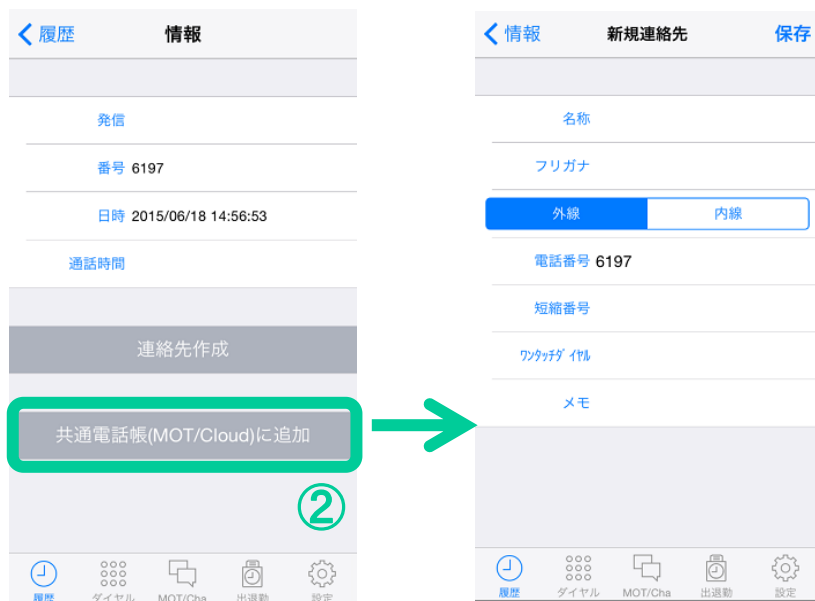 履歴
情報
発信
番号 6197
日時 2015/06/18 14:56:53
通話時間
連絡先作成
共通電話帳(MOT/Cloud)に追加
②
履歴 ダイヤル MOT/Cha 出退勤 設定
情報
新規連絡先
保存
名称
フリガナ
外線 内線
電話番号 6197
短縮番号
ﾜﾝﾀｯﾁﾀﾞｲﾔﾙ
メモ
履歴 ダイヤル MOT/Cha 出退勤 設定